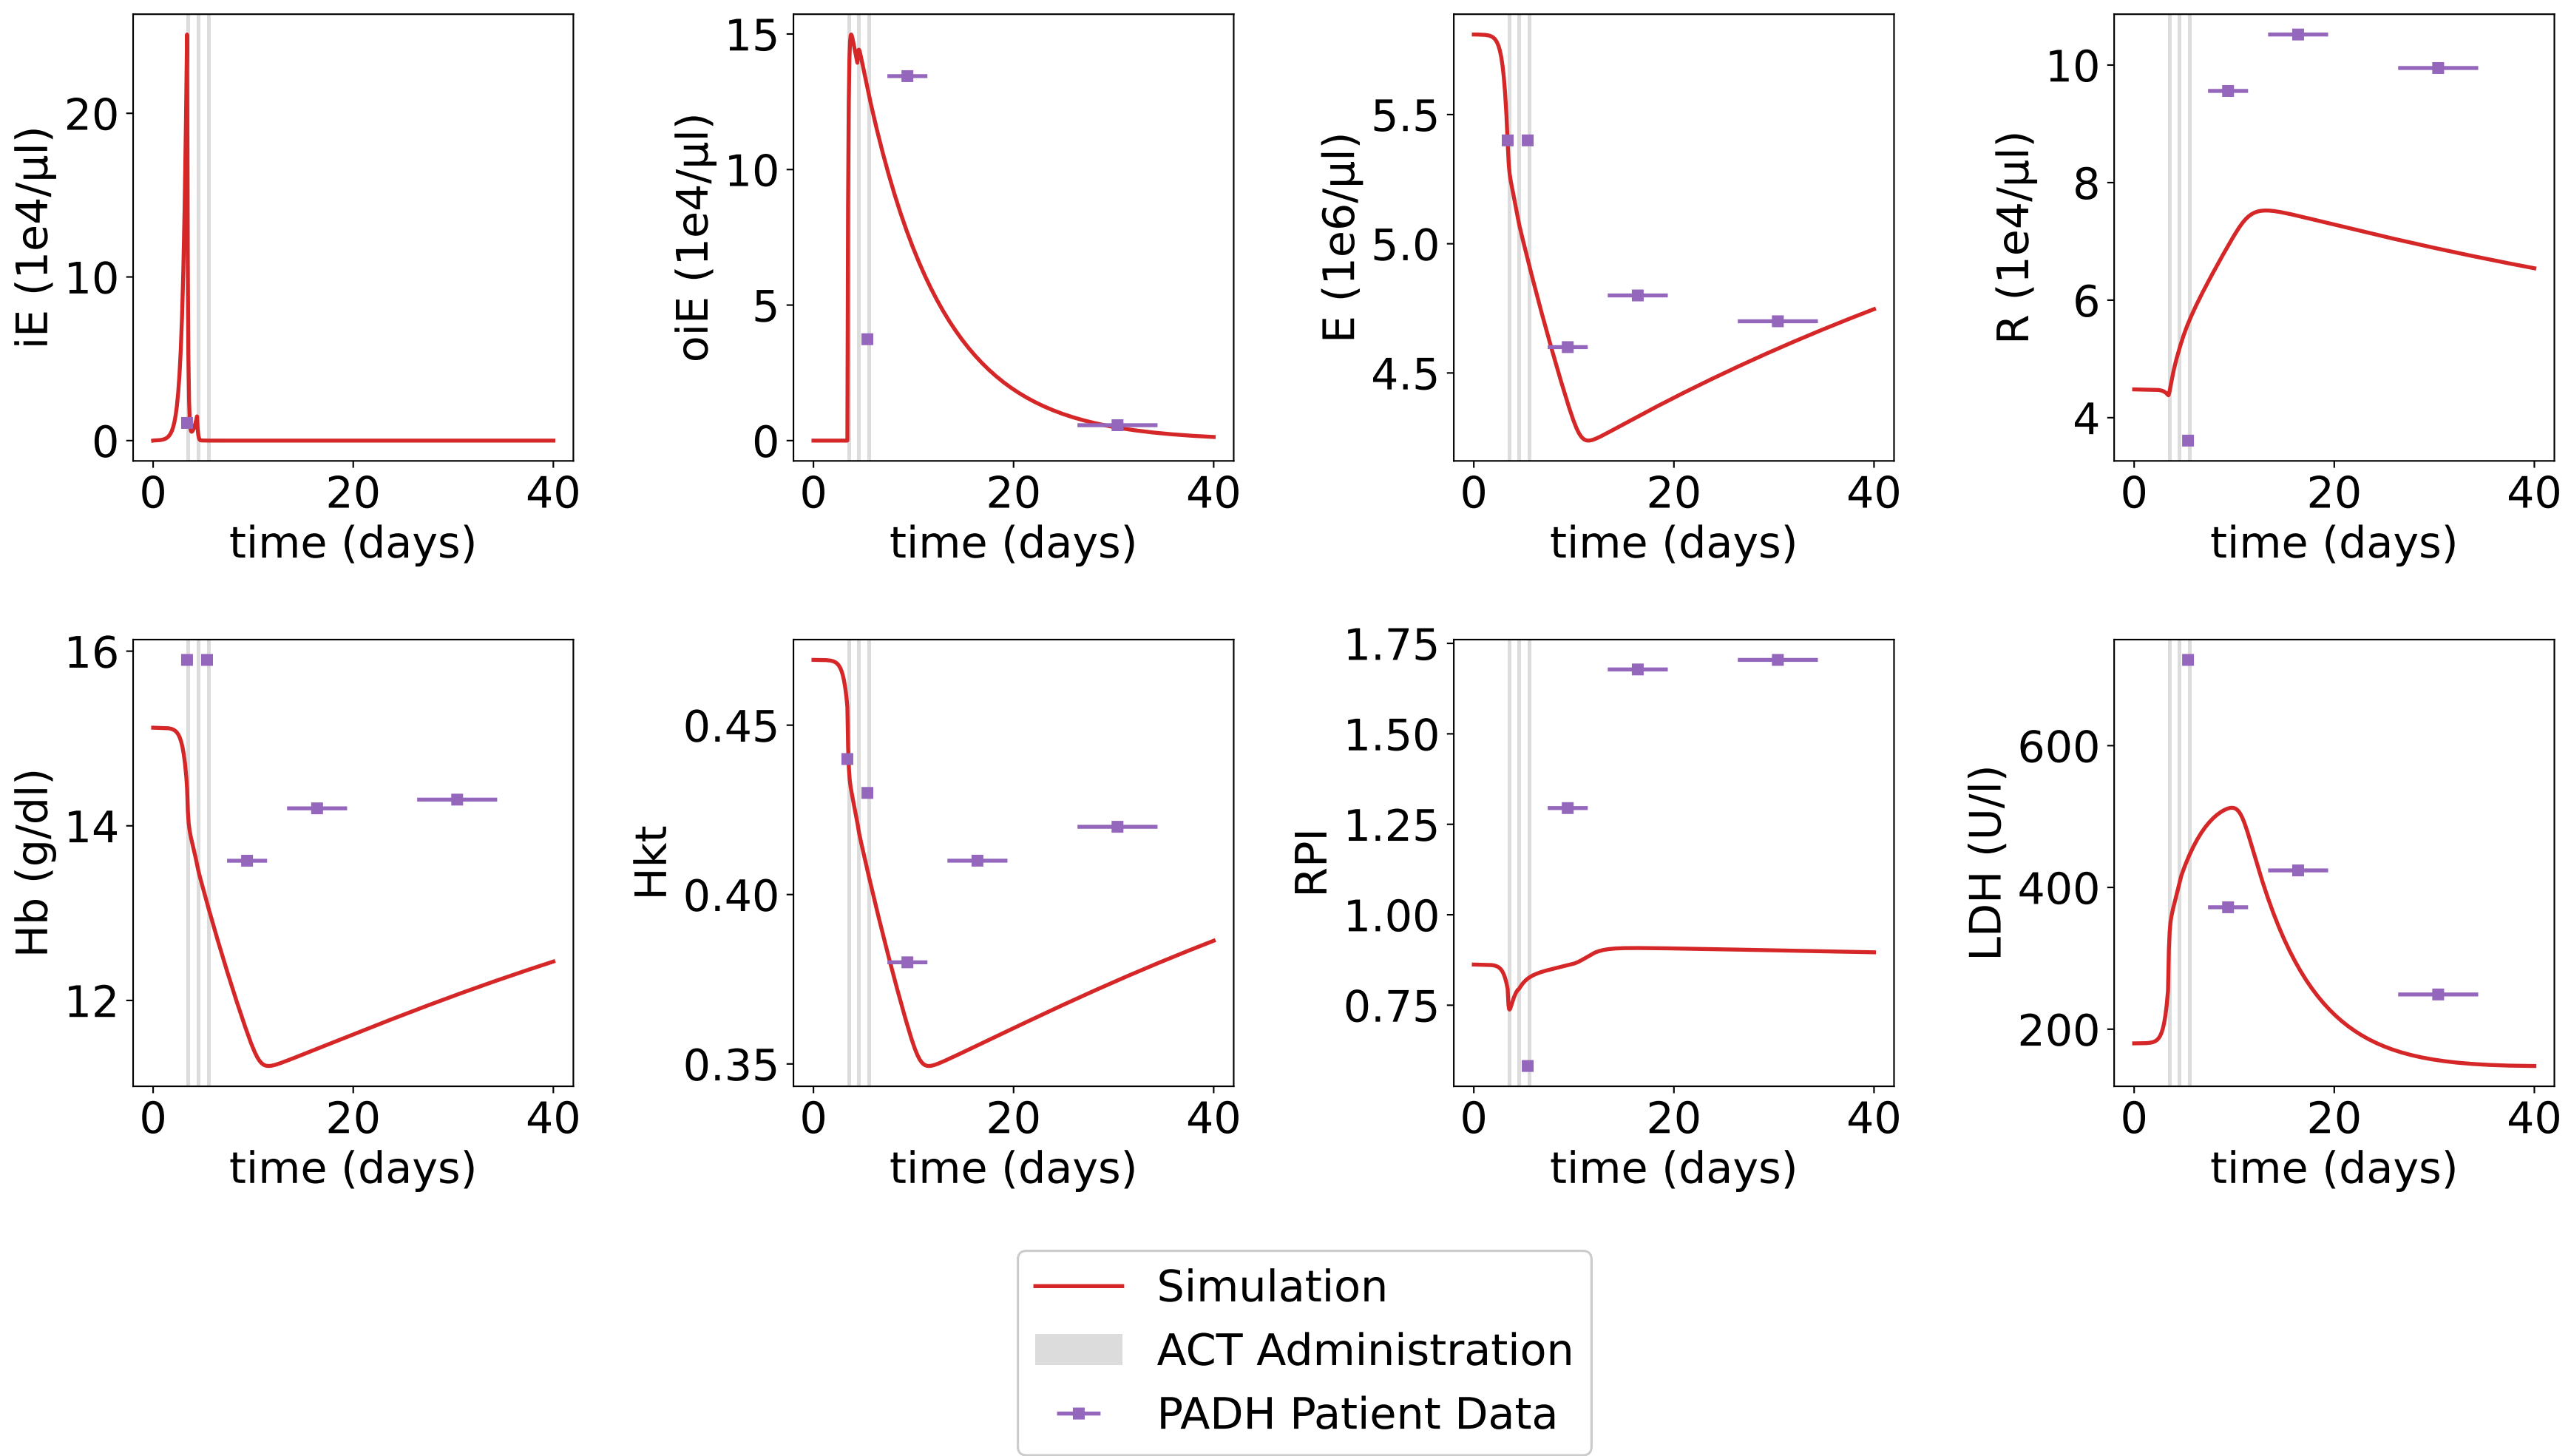 iE (1e4/µl)
20
10
0
0 20 40
time (days)
oiE (1e4/µl)
15
10
5
0
0 20 40
time (days)
E (1e6/µl)
5.5
5.0
4.5
0 20 40
time (days)
R (1e4/µl)
10
8
6
4
0 20 40
time (days)
Hb (g/dl)
16
14
12
0 20 40
time (days)
Hkt
0.45
0.40
0.35
0 20 40
time (days)
RPI
1.75
1.50
1.25
1.00
0.75
0 20 40
time (days)
LDH (U/l)
600
400
200
0 20 40
time (days)
Simulation
ACT Administration
PADH Patient Data